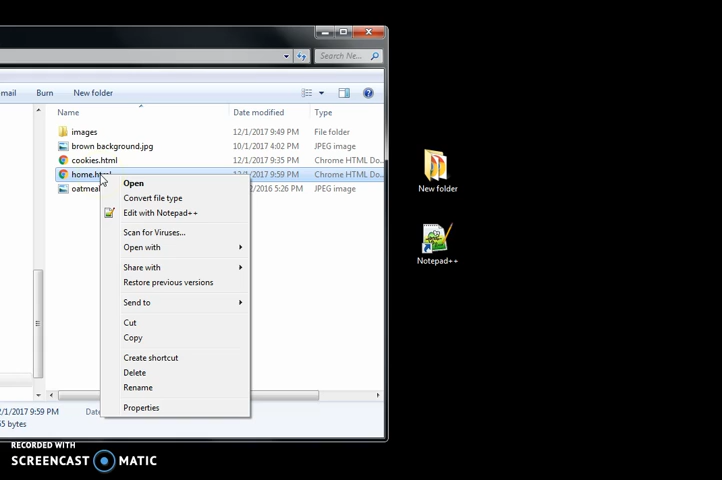 Search Ne...
mail Burn New folder
Name Date modified Type
images 12/1/2017 9:49 PM File folder
brown background.jpg 10/1/2017 4:02 PM JPEG image
cookies.html 12/1/2017 9:35 PM Chrome HTML Do...
home.html 12/1/2017 9:59 PM Chrome HTML Do...
oatmeal 2016 5:26 PM JPEG image
Open
Convert file type
Edit with Notepad++
Scan for Viruses...
Open with
Share with
Restore previous versions
Send to
Cut
Copy
Create shortcut
Delete
Rename
Properties
2/1/2017 9:59 PM Date
5 bytes
New folder
Notepad++
RECORDED WITH
SCREENCAST MATIC